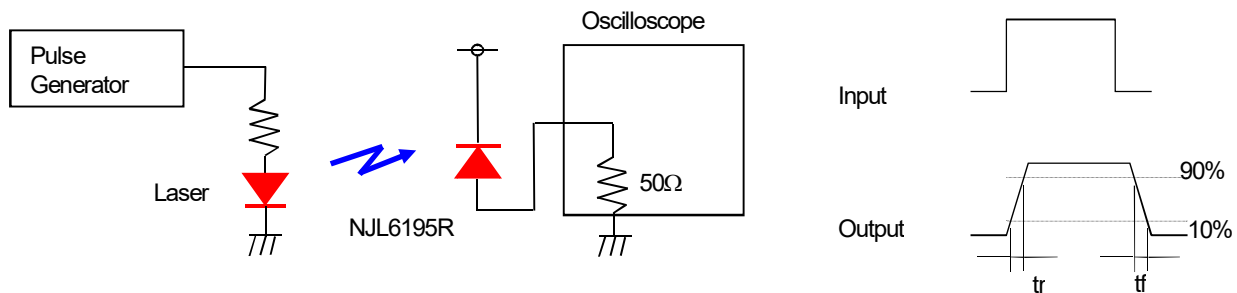 Oscilloscope
Pulse
Generator
Laser
NJL6195R
50Ω
Input
Output
90%
10%
tr
tf